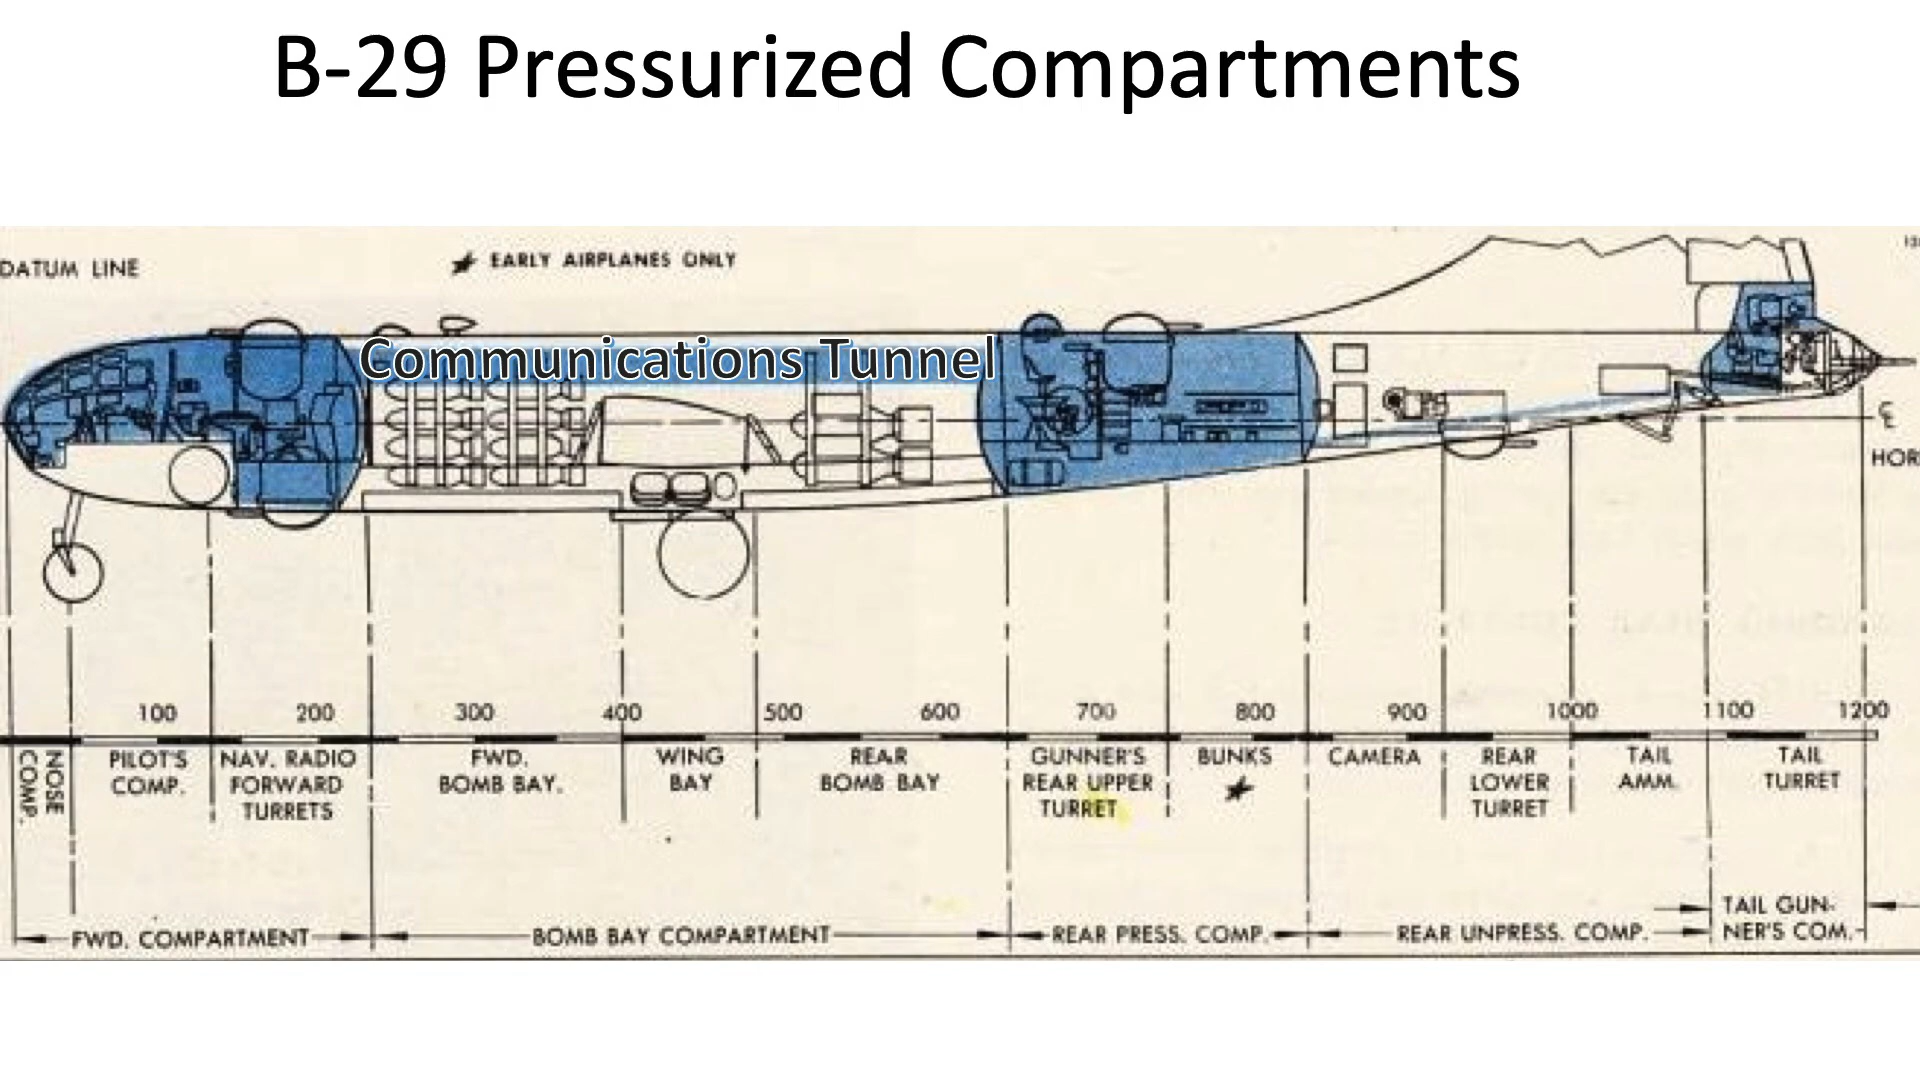 B-29 Pressurized Compartments
DATUM LINE
EARLY AIRPLANES ONLY
Communications Tunnel
℄
HOR
100 200 300 400 500 600 700 800 900 1000 1100 1200
NOSE
COMP.
PILOT'S
COMP.
NAV. RADIO
FORWARD
TURRETS
FWD.
BOMB BAY.
WING
BAY
REAR
BOMB BAY
GUNNER'S
REAR UPPER
TURRET
BUNKS
CAMERA
REAR
LOWER
TURRET
TAIL
AMM.
TAIL
TURRET
FWD. COMPARTMENT
BOMB BAY COMPARTMENT
REAR PRESS. COMP.
REAR UNPRESS. COMP.
TAIL GUN-
NER'S COM.